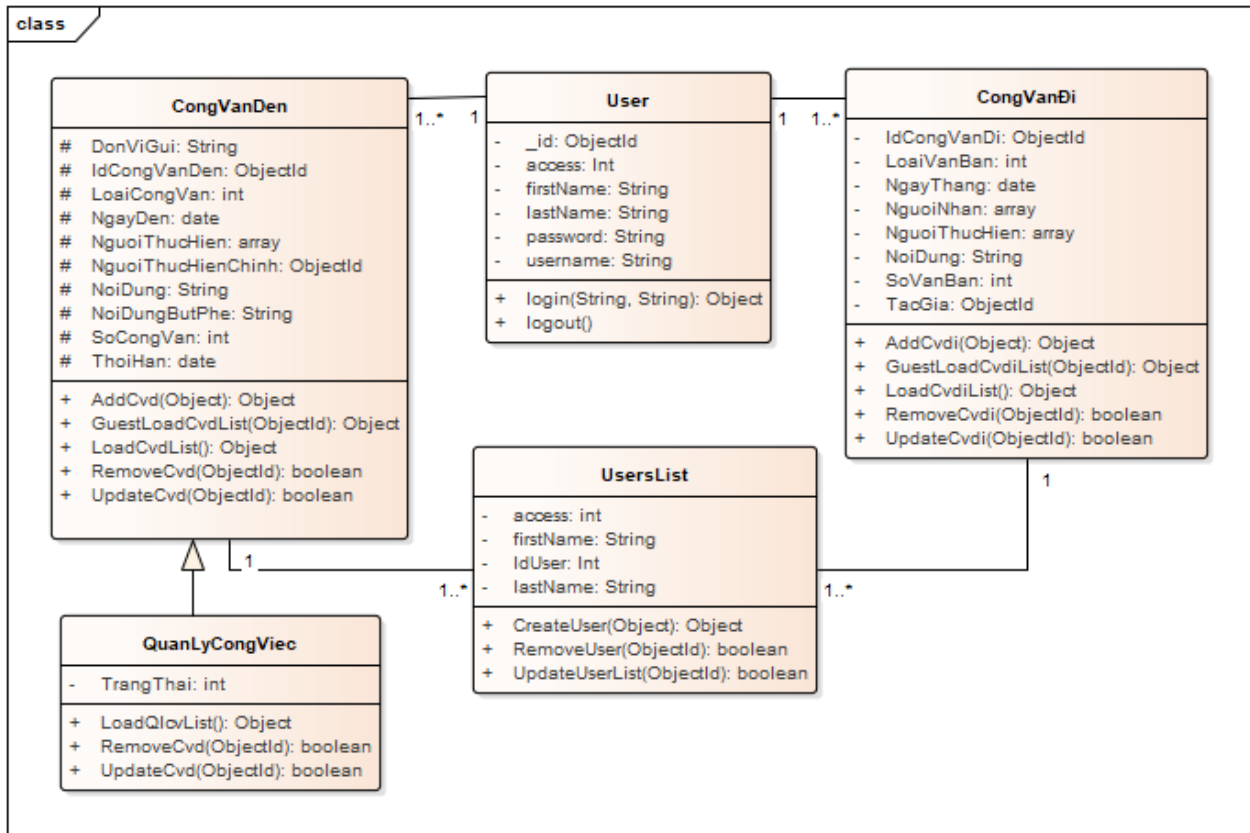 class
CongVanDen
# DonViGui: String
# IdCongVanDen: ObjectId
# LoaiCongVan: int
# NgayDen: date
# NguoiThucHien: array
# NguoiThucHienChinh: ObjectId
# NoiDung: String
# NoiDungButPhe: String
# SoCongVan: int
# ThoiHan: date
+ AddCvd(Object): Object
+ GuestLoadCvdList(ObjectId): Object
+ LoadCvdList(): Object
+ RemoveCvd(ObjectId): boolean
+ UpdateCvd(ObjectId): boolean
1..*
1
User
- _id: ObjectId
- access: Int
- firstName: String
- lastName: String
- password: String
- username: String
+ login(String, String): Object
+ logout()
1
1..*
CongVanĐi
- IdCongVanDi: ObjectId
- LoaiVanBan: int
- NgayThang: date
- NguoiNhan: array
- NguoiThucHien: array
- NoiDung: String
- SoVanBan: int
- TacGia: ObjectId
+ AddCvdi(Object): Object
+ GuestLoadCvdiList(ObjectId): Object
+ LoadCvdiList(): Object
+ RemoveCvdi(ObjectId): boolean
+ UpdateCvdi(ObjectId): boolean
1
1
1..*
UsersList
- access: int
- firstName: String
- IdUser: Int
- lastName: String
+ CreateUser(Object): Object
+ RemoveUser(ObjectId): boolean
+ UpdateUserList(ObjectId): boolean
1..*
QuanLyCongViec
- TrangThai: int
+ LoadQlcvList(): Object
+ RemoveCvd(ObjectId): boolean
+ UpdateCvd(ObjectId): boolean